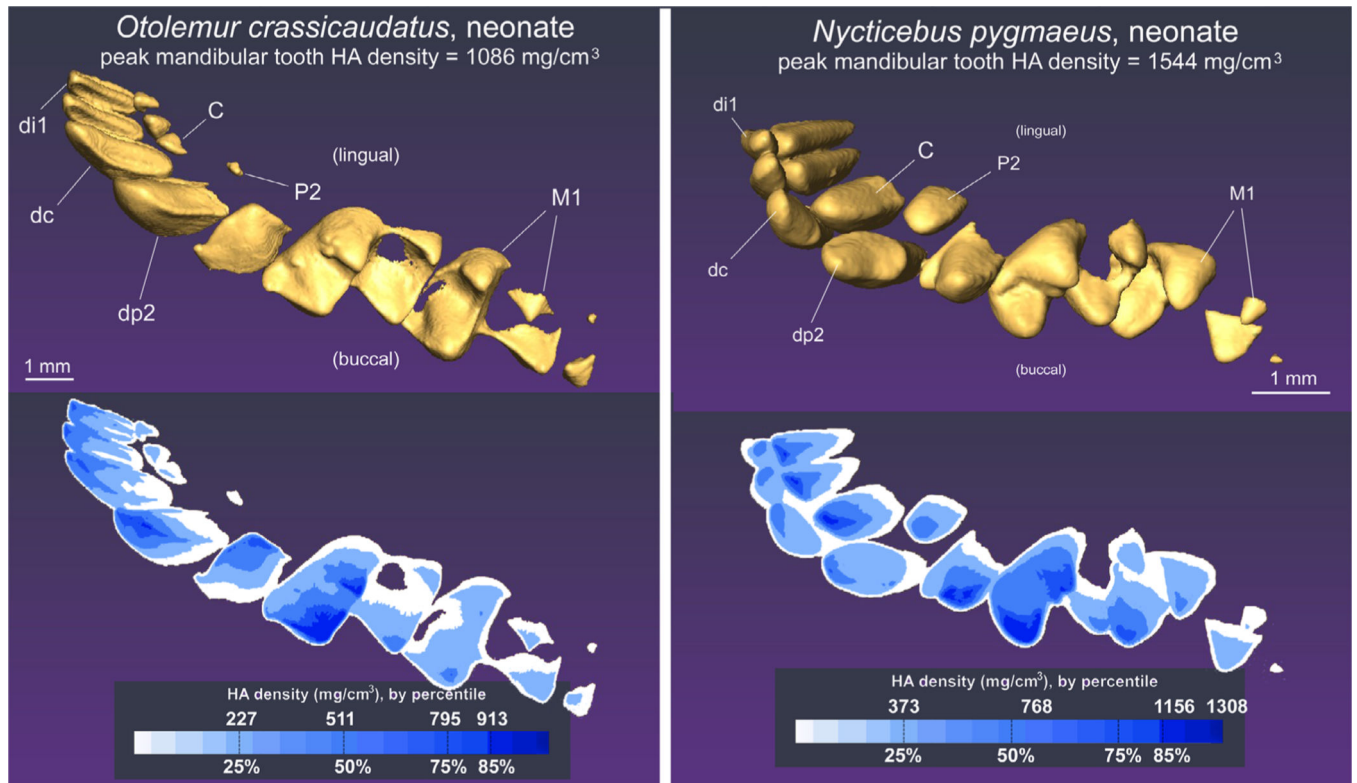 Otolemur crassicaudatus, neonate
peak mandibular tooth HA density = 1086 mg/cm³
di1
C
(lingual)
P2
dc
M1
dp2
(buccal)
1 mm
HA density (mg/cm³), by percentile
227 511 795 913
25% 50% 75% 85%
Nycticebus pygmaeus, neonate
peak mandibular tooth HA density = 1544 mg/cm³
di1
(lingual)
C
P2
M1
dc
dp2
(buccal)
1 mm
HA density (mg/cm³), by percentile
373 768 1156 1308
25% 50% 75% 85%